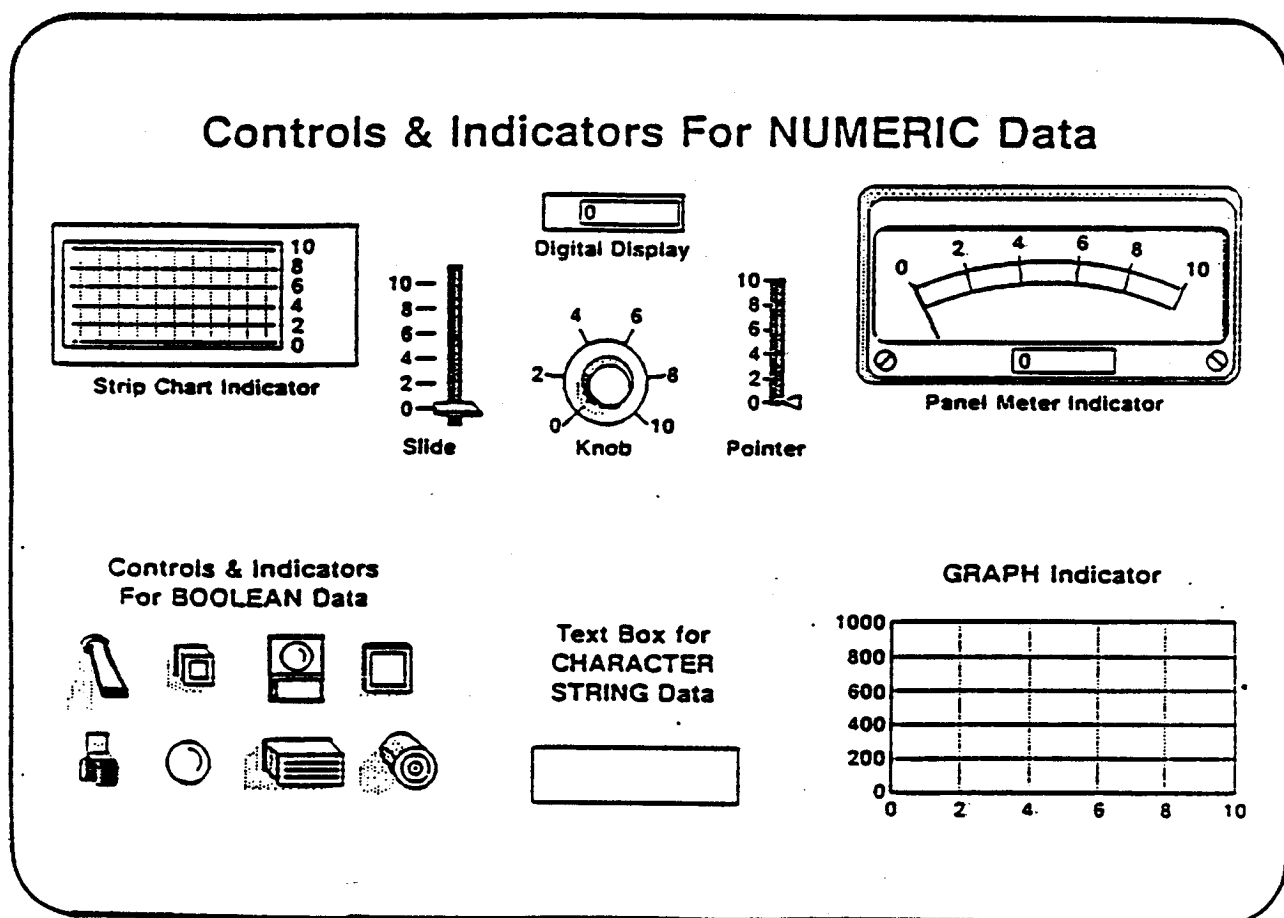 Controls & Indicators For NUMERIC Data
10
8
6
4
2
0
Strip Chart Indicator
10
8
6
4
2
0
Slide
0
Digital Display
4
6
2
8
0
10
Knob
10
8
6
4
2
0
Pointer
0
2
4
6
8
10
0
Panel Meter Indicator
Controls & Indicators
For BOOLEAN Data
Text Box for
CHARACTER
STRING Data
GRAPH Indicator
1000
800
600
400
200
0
0 2 4 6 8 10